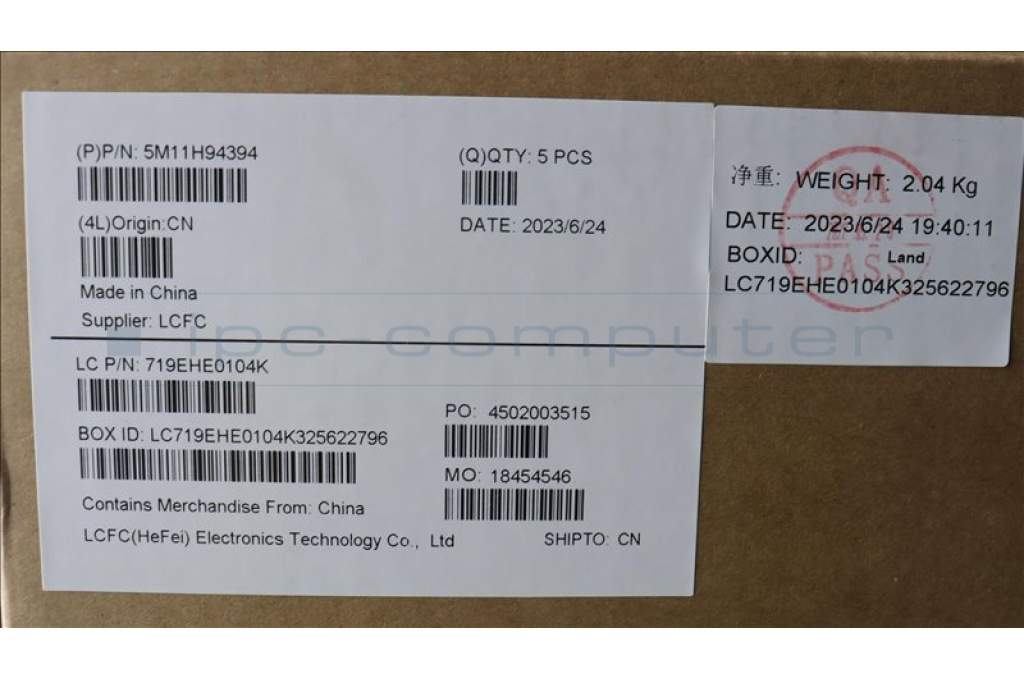 (P)P/N: 5M11H94394
(Q)QTY: 5 PCS
(4L)Origin:CN
DATE: 2023/6/24
Made in China
Supplier: LCFC
LC P/N: 719EHE0104K
PO: 4502003515
BOX ID: LC719EHE0104K325622796
MO: 18454546
Contains Merchandise From: China
LCFC(HeFei) Electronics Technology Co., Ltd
SHIPTO: CN
净重: WEIGHT: 2.04 Kg
DATE: 2023/6/24 19:40:11
BOXID: Land
LC719EHE0104K325622796
QA
PASS
ipc-computer